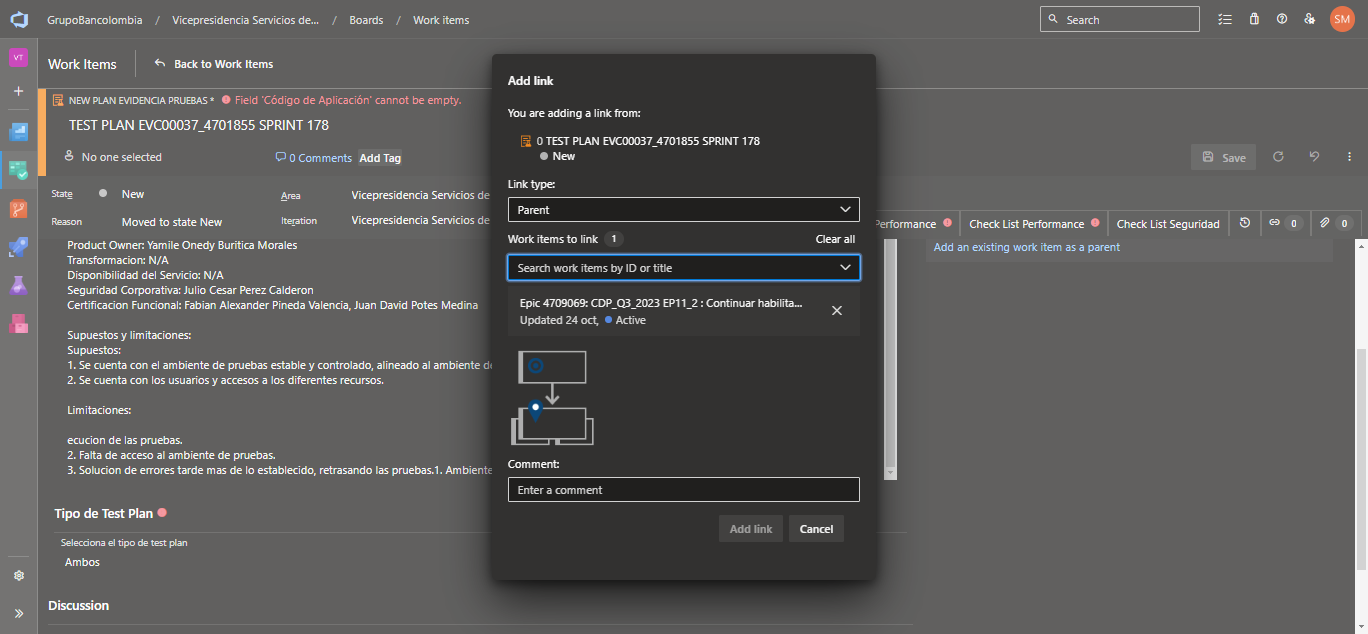 GrupoBancolombia / Vicepresidencia Servicios de... / Boards / Work items
Search
SM
VT
Work Items
Back to Work Items
NEW PLAN EVIDENCIA PRUEBAS * Field 'Código de Aplicación' cannot be empty.
TEST PLAN EVC00037_4701855 SPRINT 178
No one selected
0 Comments
Add Tag
Save
State
New
Area
Vicepresidencia Servicios de
Reason
Moved to state New
Iteration
Vicepresidencia Servicios de
Performance
Check List Performance
Check List Seguridad
0
0
Product Owner: Yamile Onedy Buritica Morales
Transformacion: N/A
Disponibilidad del Servicio: N/A
Seguridad Corporativa: Julio Cesar Perez Calderon
Certificacion Funcional: Fabian Alexander Pineda Valencia, Juan David Potes Medina
Supuestos y limitaciones:
Supuestos:
1. Se cuenta con el ambiente de pruebas estable y controlado, alineado al ambiente de
2. Se cuenta con los usuarios y accesos a los diferentes recursos.
Limitaciones:
ecucion de las pruebas.
2. Falta de acceso al ambiente de pruebas.
3. Solucion de errores tarde mas de lo establecido, retrasando las pruebas.1. Ambiente
Tipo de Test Plan
Selecciona el tipo de test plan
Ambos
Discussion
Add an existing work item as a parent
Add link
You are adding a link from:
0 TEST PLAN EVC00037_4701855 SPRINT 178
New
Link type:
Parent
Work items to link 1
Clear all
Search work items by ID or title
Epic 4709069: CDP_Q3_2023 EP11_2 : Continuar habilita...
Updated 24 oct, Active
Comment:
Enter a comment
Add link
Cancel